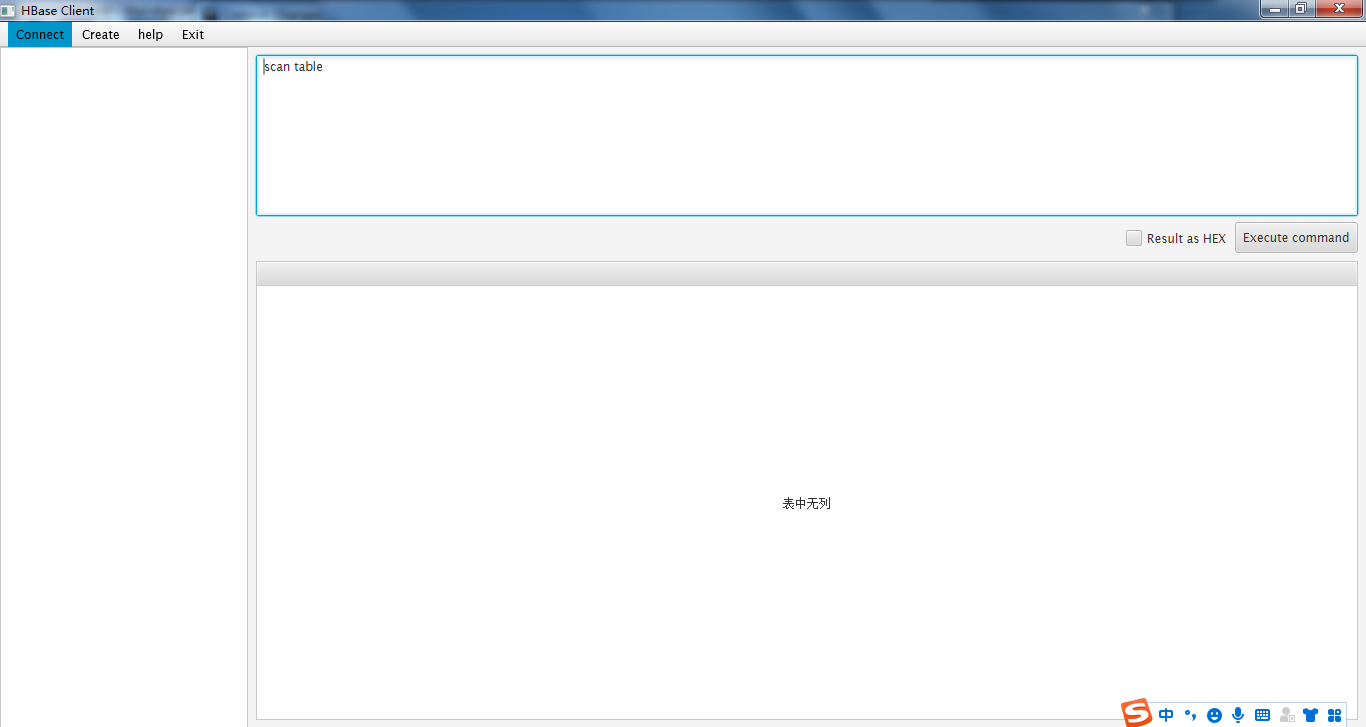 HBase Client
Connect Create help Exit
scan table
Result as HEX Execute command
表中无列
中